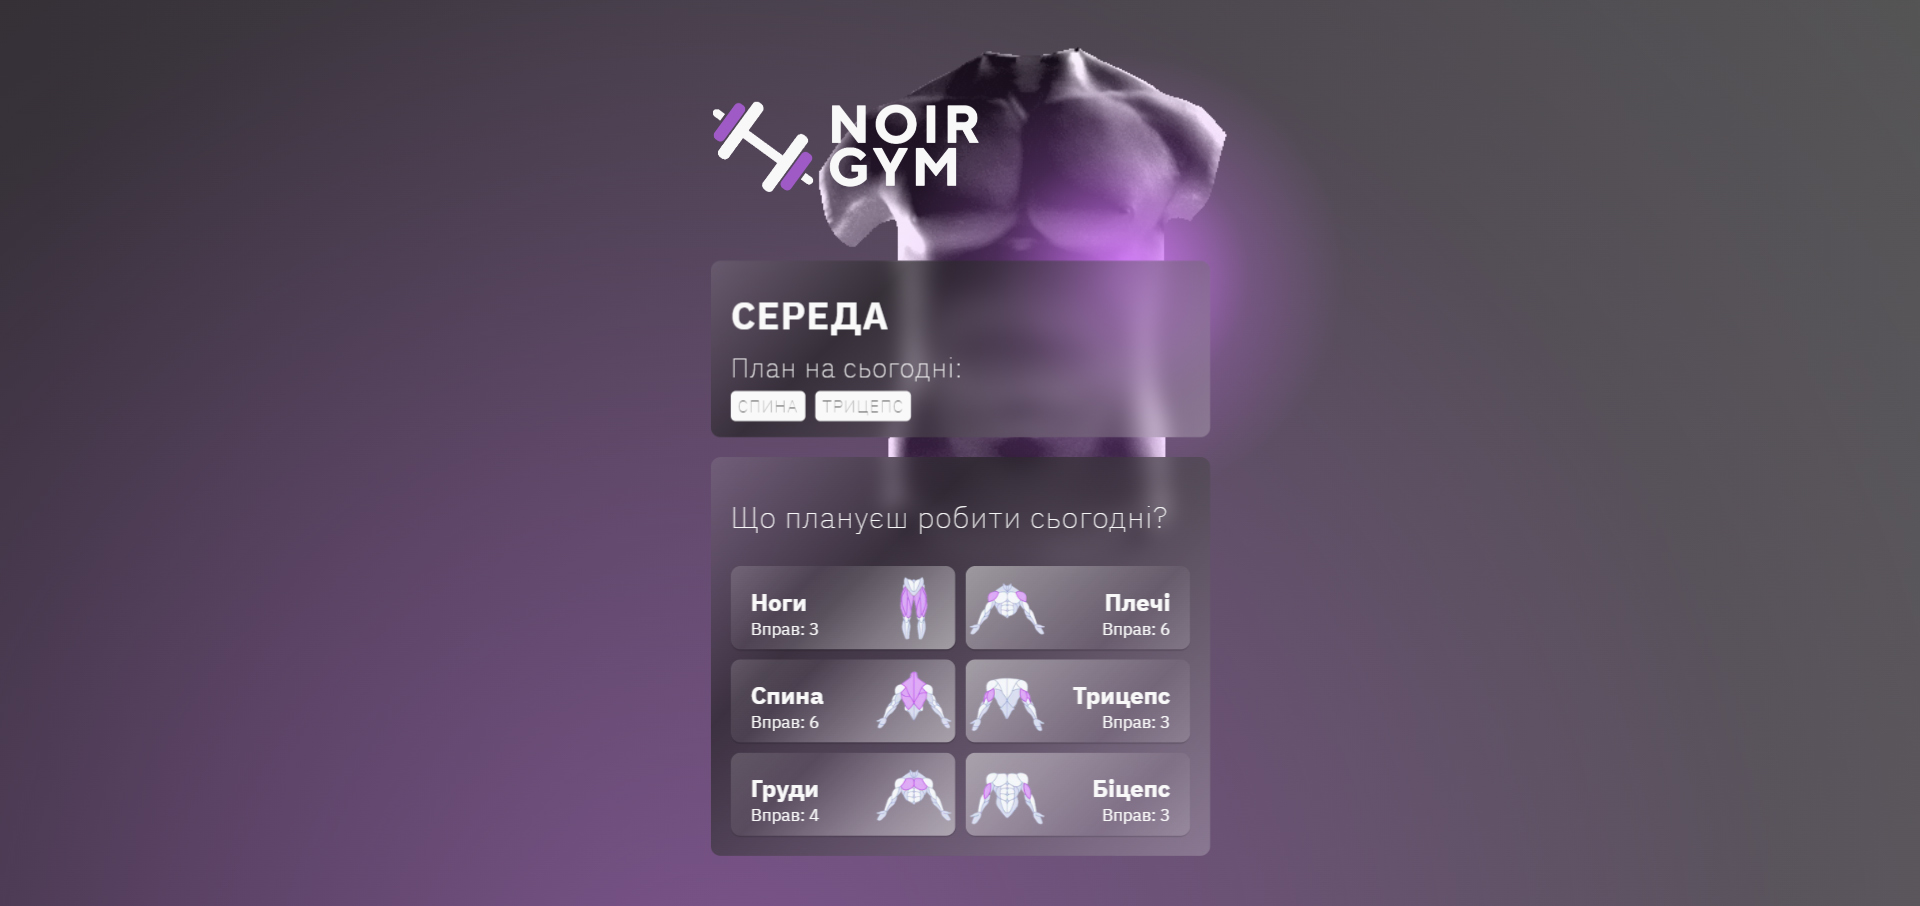 NOIR
GYM
СЕРЕДА
План на сьогодні:
СПИНА ТРИЦЕПС
Що плануєш робити сьогодні?
Ноги
Вправ: 3
Плечі
Вправ: 6
Спина
Вправ: 6
Трицепс
Вправ: 3
Груди
Вправ: 4
Біцепс
Вправ: 3